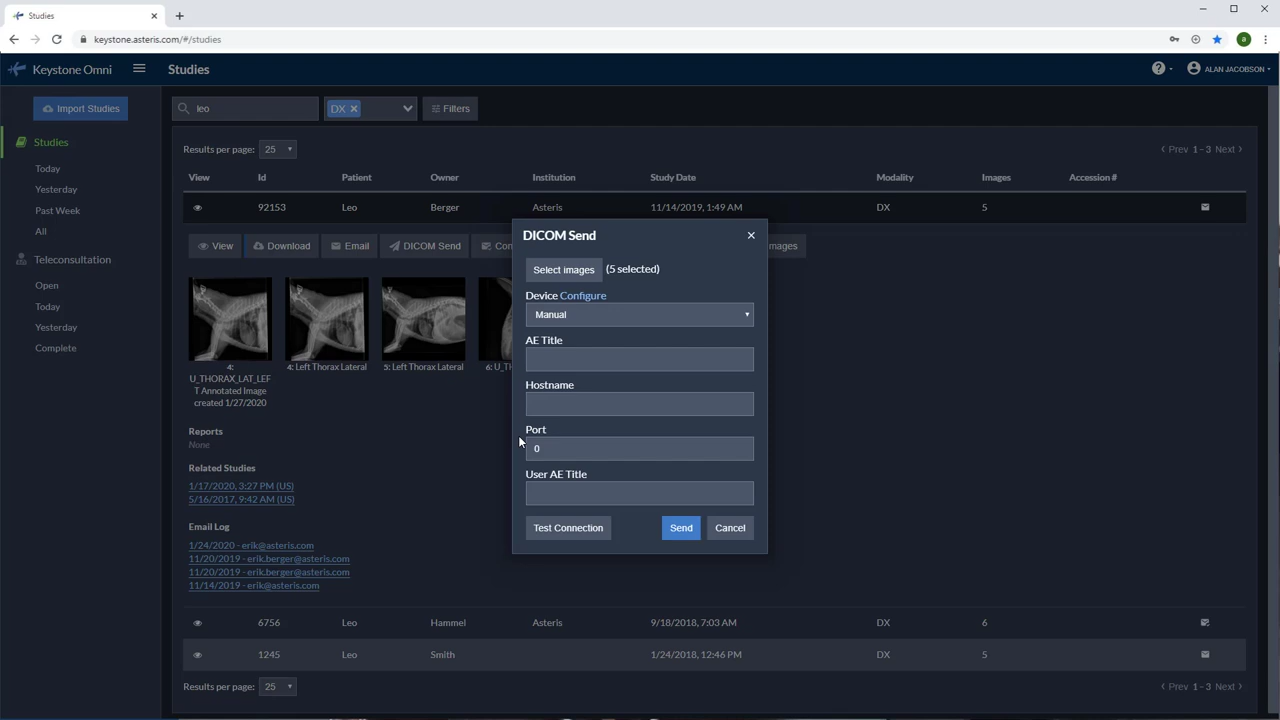 Studies
keystone.asteris.com/#/studies
a
Keystone Omni
Studies
?
ALAN JACOBSON
Import Studies
leo
DX
Filters
Studies
Today
Yesterday
Past Week
All
Teleconsultation
Open
Today
Yesterday
Complete
Results per page: 25
Prev 1 - 3 Next
View Id Patient Owner Institution Study Date Modality Images Accession #
92153 Leo Berger Asteris 11/14/2019, 1:49 AM DX 5
View Download Email DICOM Send
4:
U_THORAX_LAT_LEF
T Annotated Image
created 1/27/2020
4: Left Thorax Lateral
5: Left Thorax Lateral
Reports
None
Related Studies
1/17/2020, 3:27 PM (US)
5/16/2017, 9:42 AM (US)
Email Log
1/24/2020 - erik@asteris.com
11/20/2019 - erik.berger@asteris.com
11/20/2019 - erik.berger@asteris.com
11/14/2019 - erik@asteris.com
DICOM Send
Select images (5 selected)
Device Configure
Manual
AE Title
Hostname
Port
0
User AE Title
Test Connection Send Cancel
6756 Leo Hammel Asteris 9/18/2018, 7:03 AM DX 6
1245 Leo Smith 1/24/2018, 12:46 PM DX 5
Results per page: 25
Prev 1 - 3 Next